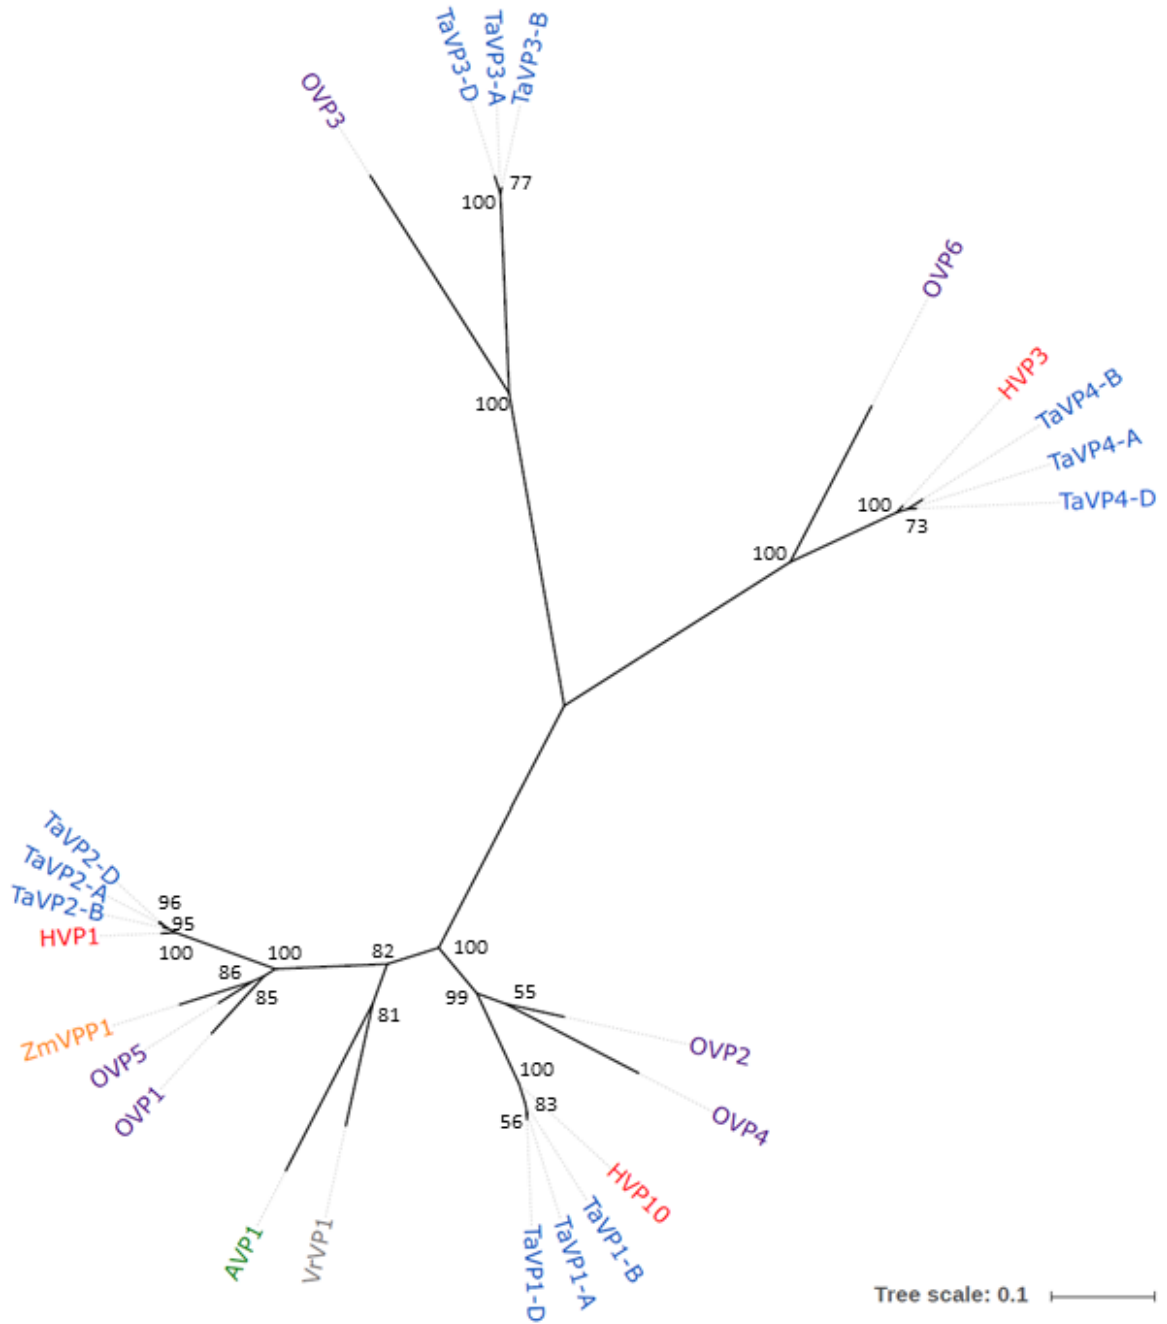 TaVP3-D
TaVP3-A
TaVP3-B
OVP3
77
100
100
OVP6
HVP3
TaVP4-B
TaVP4-A
TaVP4-D
100
73
100
TaVP2-D
TaVP2-A
TaVP2-B
HVP1
96
95
100
100
86
85
82
100
ZmVPP1
OVP5
OVP1
81
99
55
OVP2
OVP4
100
83
56
HVP10
TaVP1-B
TaVP1-A
TaVP1-D
AVP1
VrVP1
Tree scale: 0.1